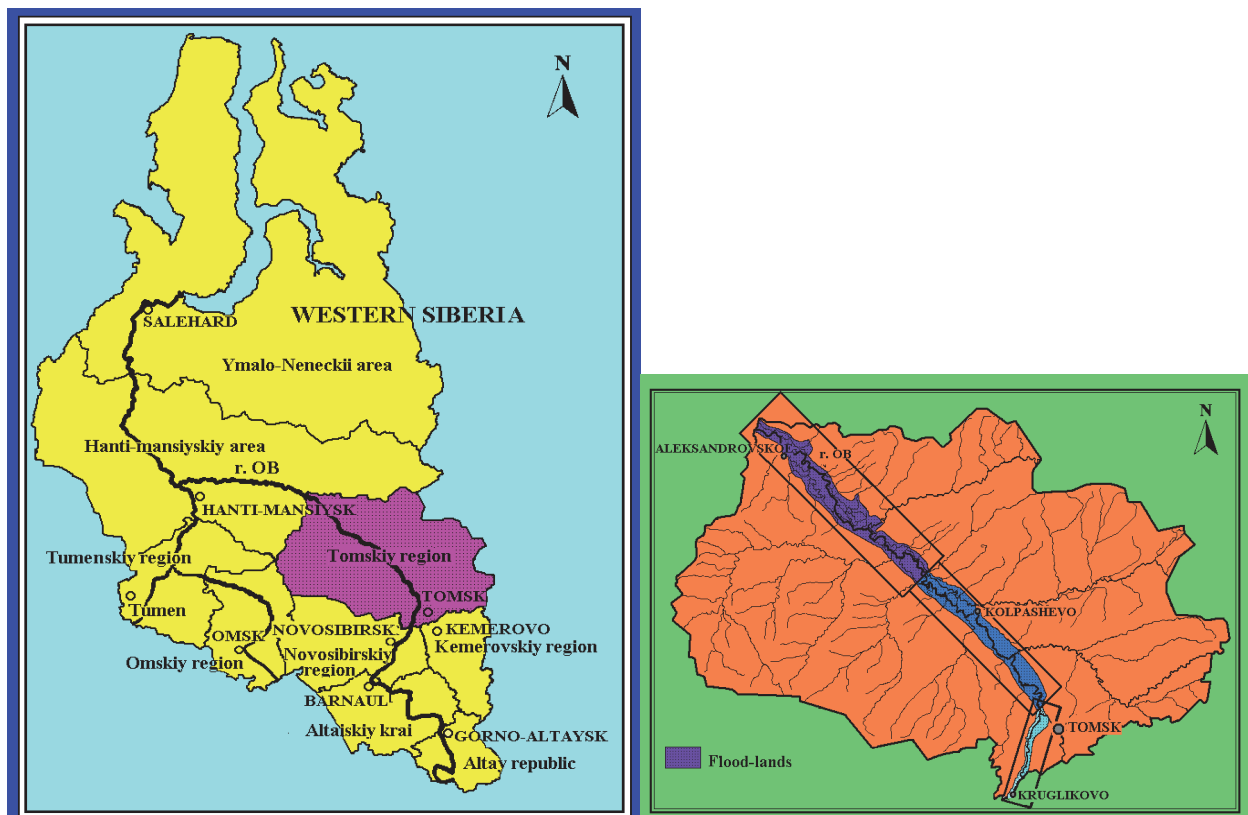 N
SALEHARD
WESTERN SIBERIA
Ymalo-Neneckii area
Hanti-mansiyskiy area
r. OB
HANTI-MANSIYSK
Tumenskiy region
Tomskiy region
Tumen
TOMSK
OMSK
NOVOSIBIRSK
KEMEROVO
Omskiy region
Novosibirskiy
region
Kemerovskiy region
BARNAUL
Altaiskiy krai
GORNO-ALTAYSK
Altay republic
N
ALEKSANDROVSKOE
r. OB
KOLPASHEVO
TOMSK
Flood-lands
KRUGLIKOVO